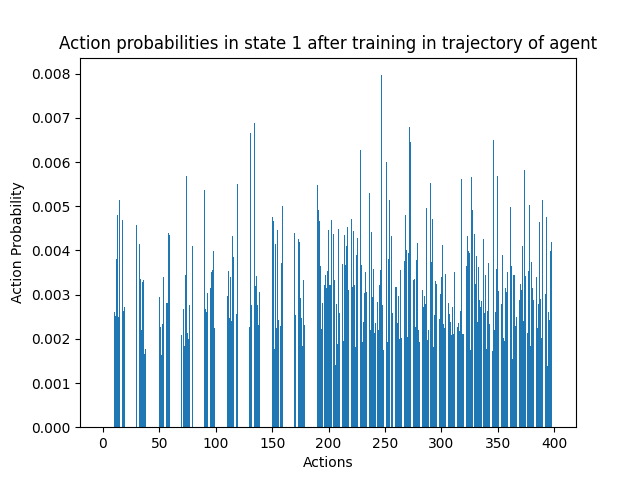 Action probabilities in state 1 after training in trajectory of agent
0.008
0.007
0.006
0.005
0.004
0.003
0.002
0.001
0.000
Action Probability
0 50 100 150 200 250 300 350 400
Actions